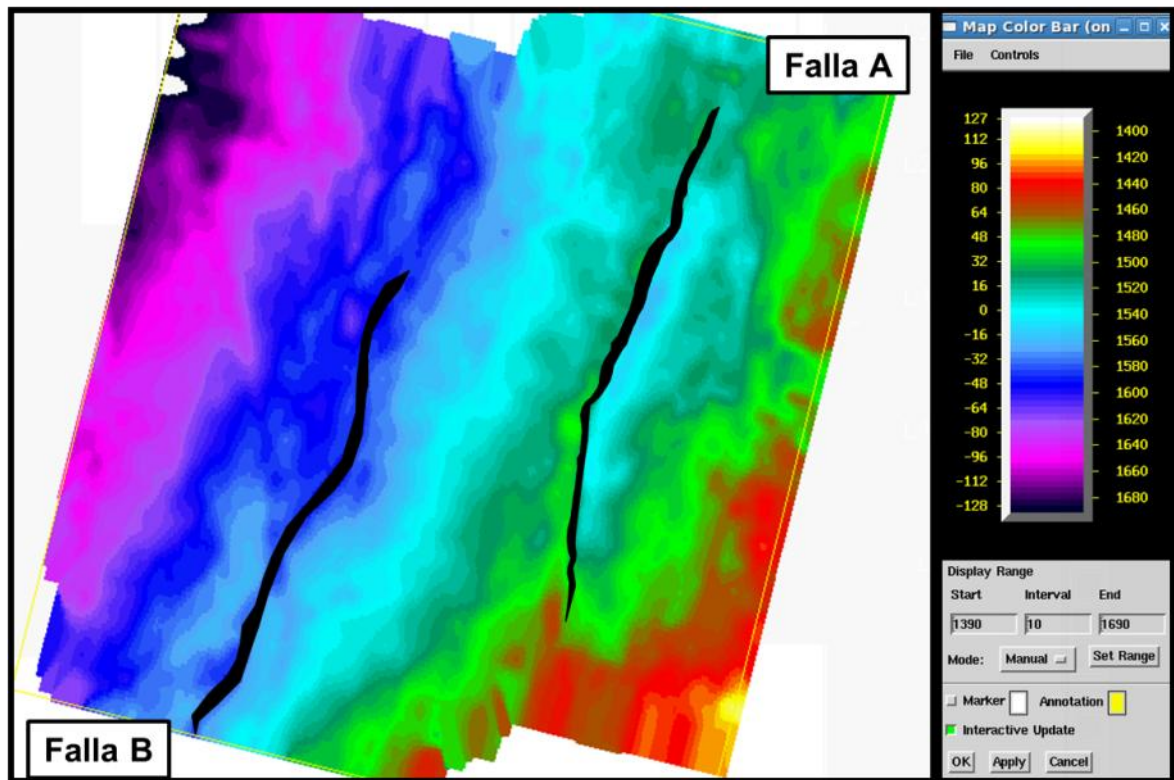 Falla A
Falla B
Map Color Bar (on
File Controls
127 1400
112 1420
96 1440
80 1460
64 1480
48 1500
32 1520
16 1540
0 1560
-16 1580
-32 1600
-48 1620
-64 1640
-80 1660
-96 1680
-112
-128
Display Range
Start Interval End
1390 10 1690
Mode: Manual Set Range
Marker Annotation
Interactive Update
OK Apply Cancel